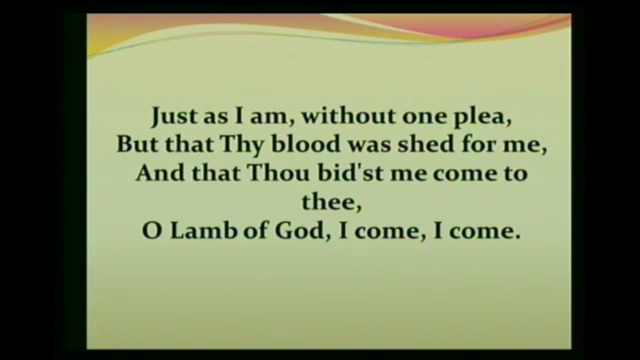 Just as I am, without one plea,
But that Thy blood was shed for me,
And that Thou bid'st me come to
thee,
O Lamb of God, I come, I come.